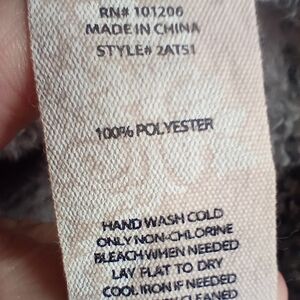 RN# 101206
MADE IN CHINA
STYLE# 2AT51
100% POLYESTER
HAND WASH COLD
ONLY NON-CHLORINE
BLEACH WHEN NEEDED
LAY FLAT TO DRY
COOL IRON IF NEEDED
CLEANED